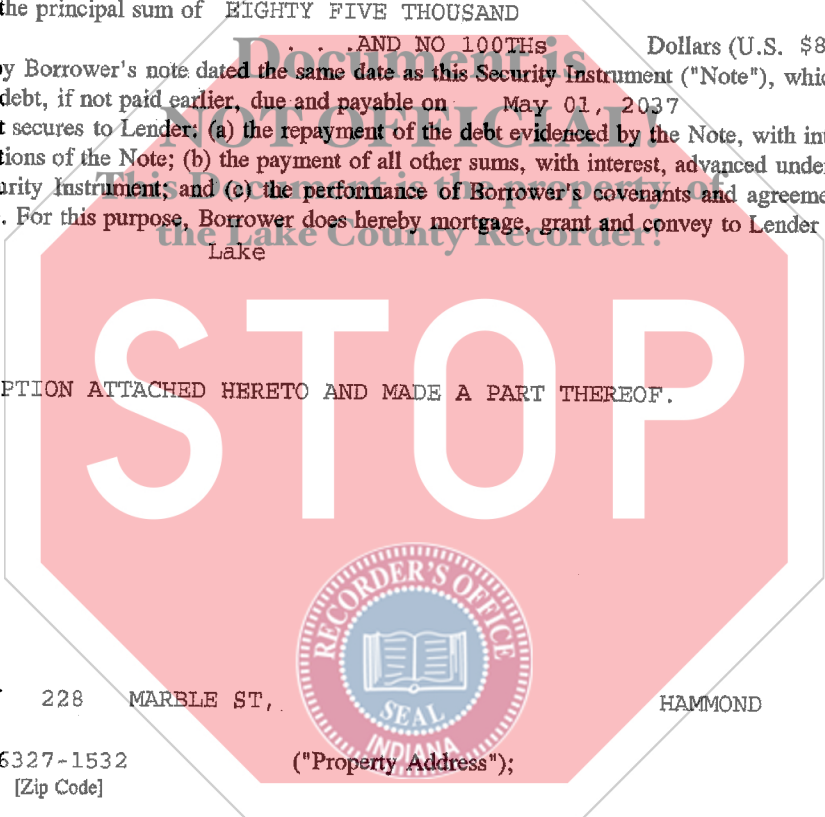 the principal sum of EIGHTY FIVE THOUSAND
. . .AND NO 100THs Dollars (U.S. $8
Document is
y Borrower's note dated the same date as this Security Instrument ("Note"), whic
debt, if not paid earlier, due and payable on May 01, 2037
NOT OFFICIAL!
t secures to Lender: (a) the repayment of the debt evidenced by the Note, with int
tions of the Note; (b) the payment of all other sums, with interest, advanced under
This Document is the property of
urity Instrument; and (c) the performance of Borrower's covenants and agreeme
. For this purpose, Borrower does hereby mortgage, grant and convey to Lender
the Lake County Recorder!
Lake
STOP
PTION ATTACHED HERETO AND MADE A PART THEREOF.
RECORDER'S OFFICE
SEAL
INDIANA
228 MARBLE ST, HAMMOND
6327-1532 ("Property Address");
[Zip Code]